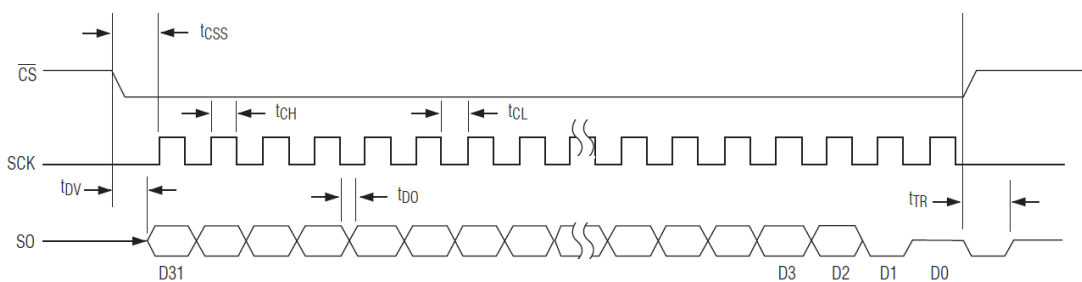 tCSS
CS
tCH
tCL
SCK
tDV
tDO
tTR
SO
D31
D3
D2
D1
D0